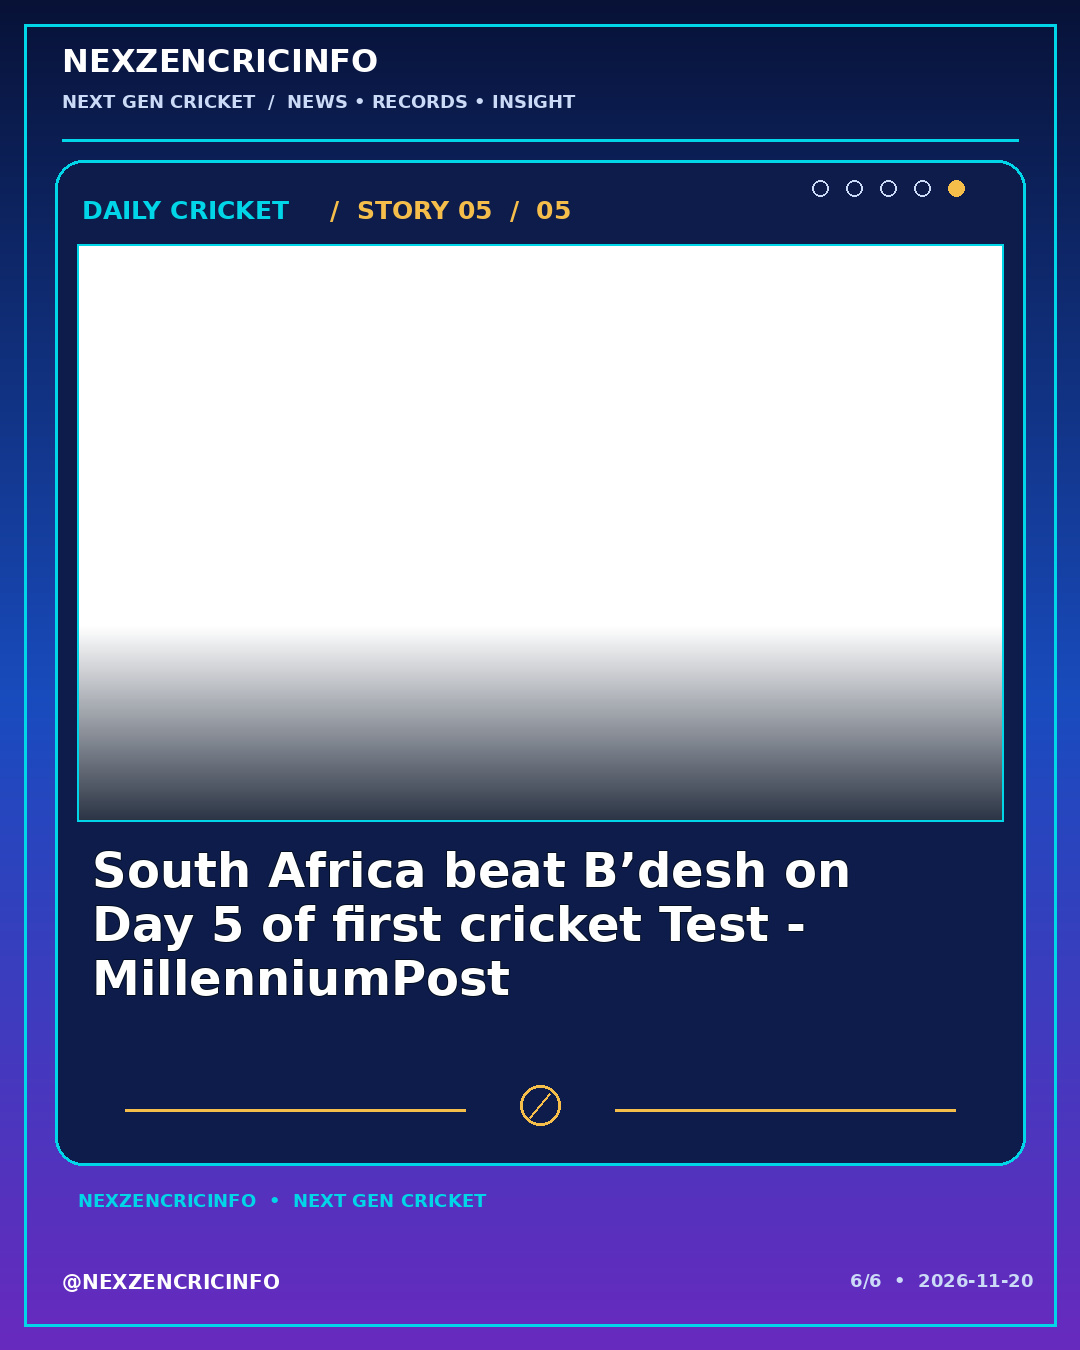 NEXZENCRICINFO
NEXT GEN CRICKET / NEWS • RECORDS • INSIGHT
DAILY CRICKET / STORY 05 / 05
South Africa beat B’desh on
Day 5 of first cricket Test -
MillenniumPost
NEXZENCRICINFO • NEXT GEN CRICKET
@NEXZENCRICINFO
6/6 • 2026-11-20